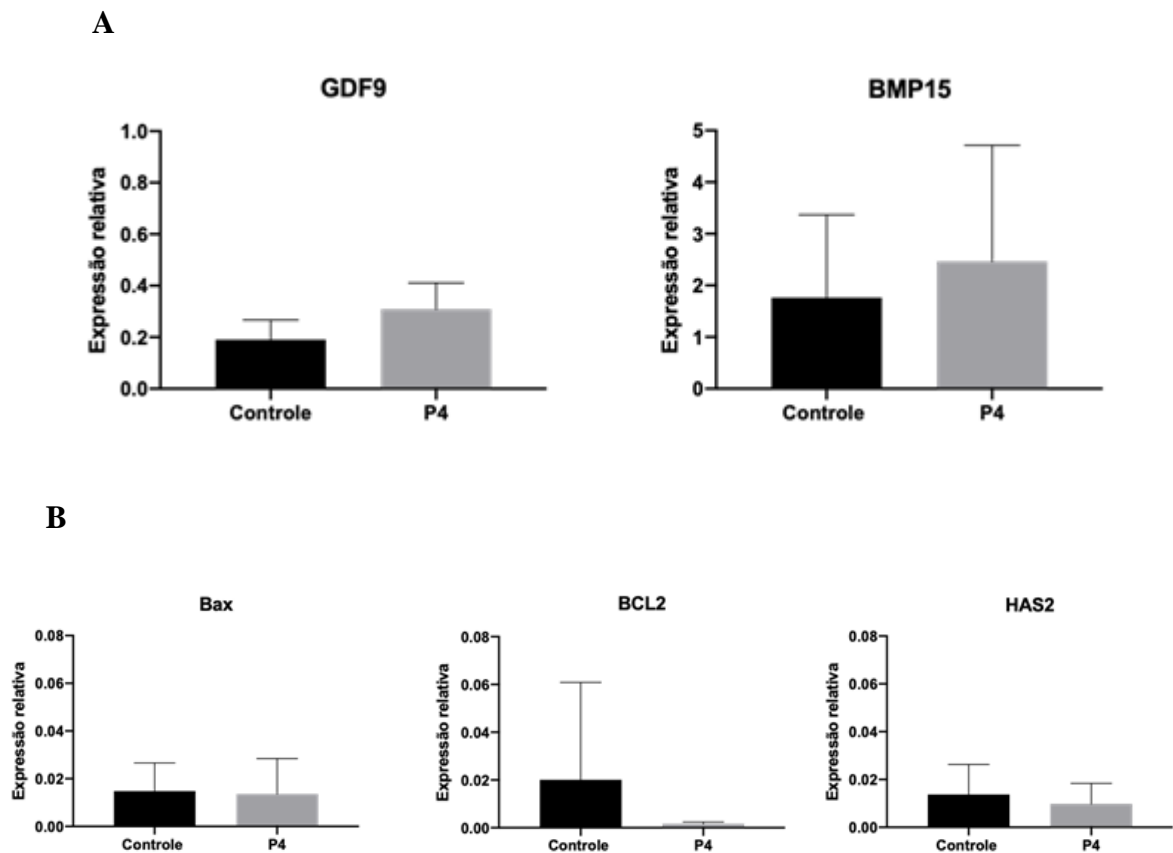 A
GDF9
Expressão relativa
1.0
0.8
0.6
0.4
0.2
0.0
Controle P4
BMP15
Expressão relativa
5
4
3
2
1
0
Controle P4
B
Bax
Expressão relativa
0.08
0.06
0.04
0.02
0.00
Controle P4
BCL2
Expressão relativa
0.08
0.06
0.04
0.02
0.00
Controle P4
HAS2
Expressão relativa
0.08
0.06
0.04
0.02
0.00
Controle P4